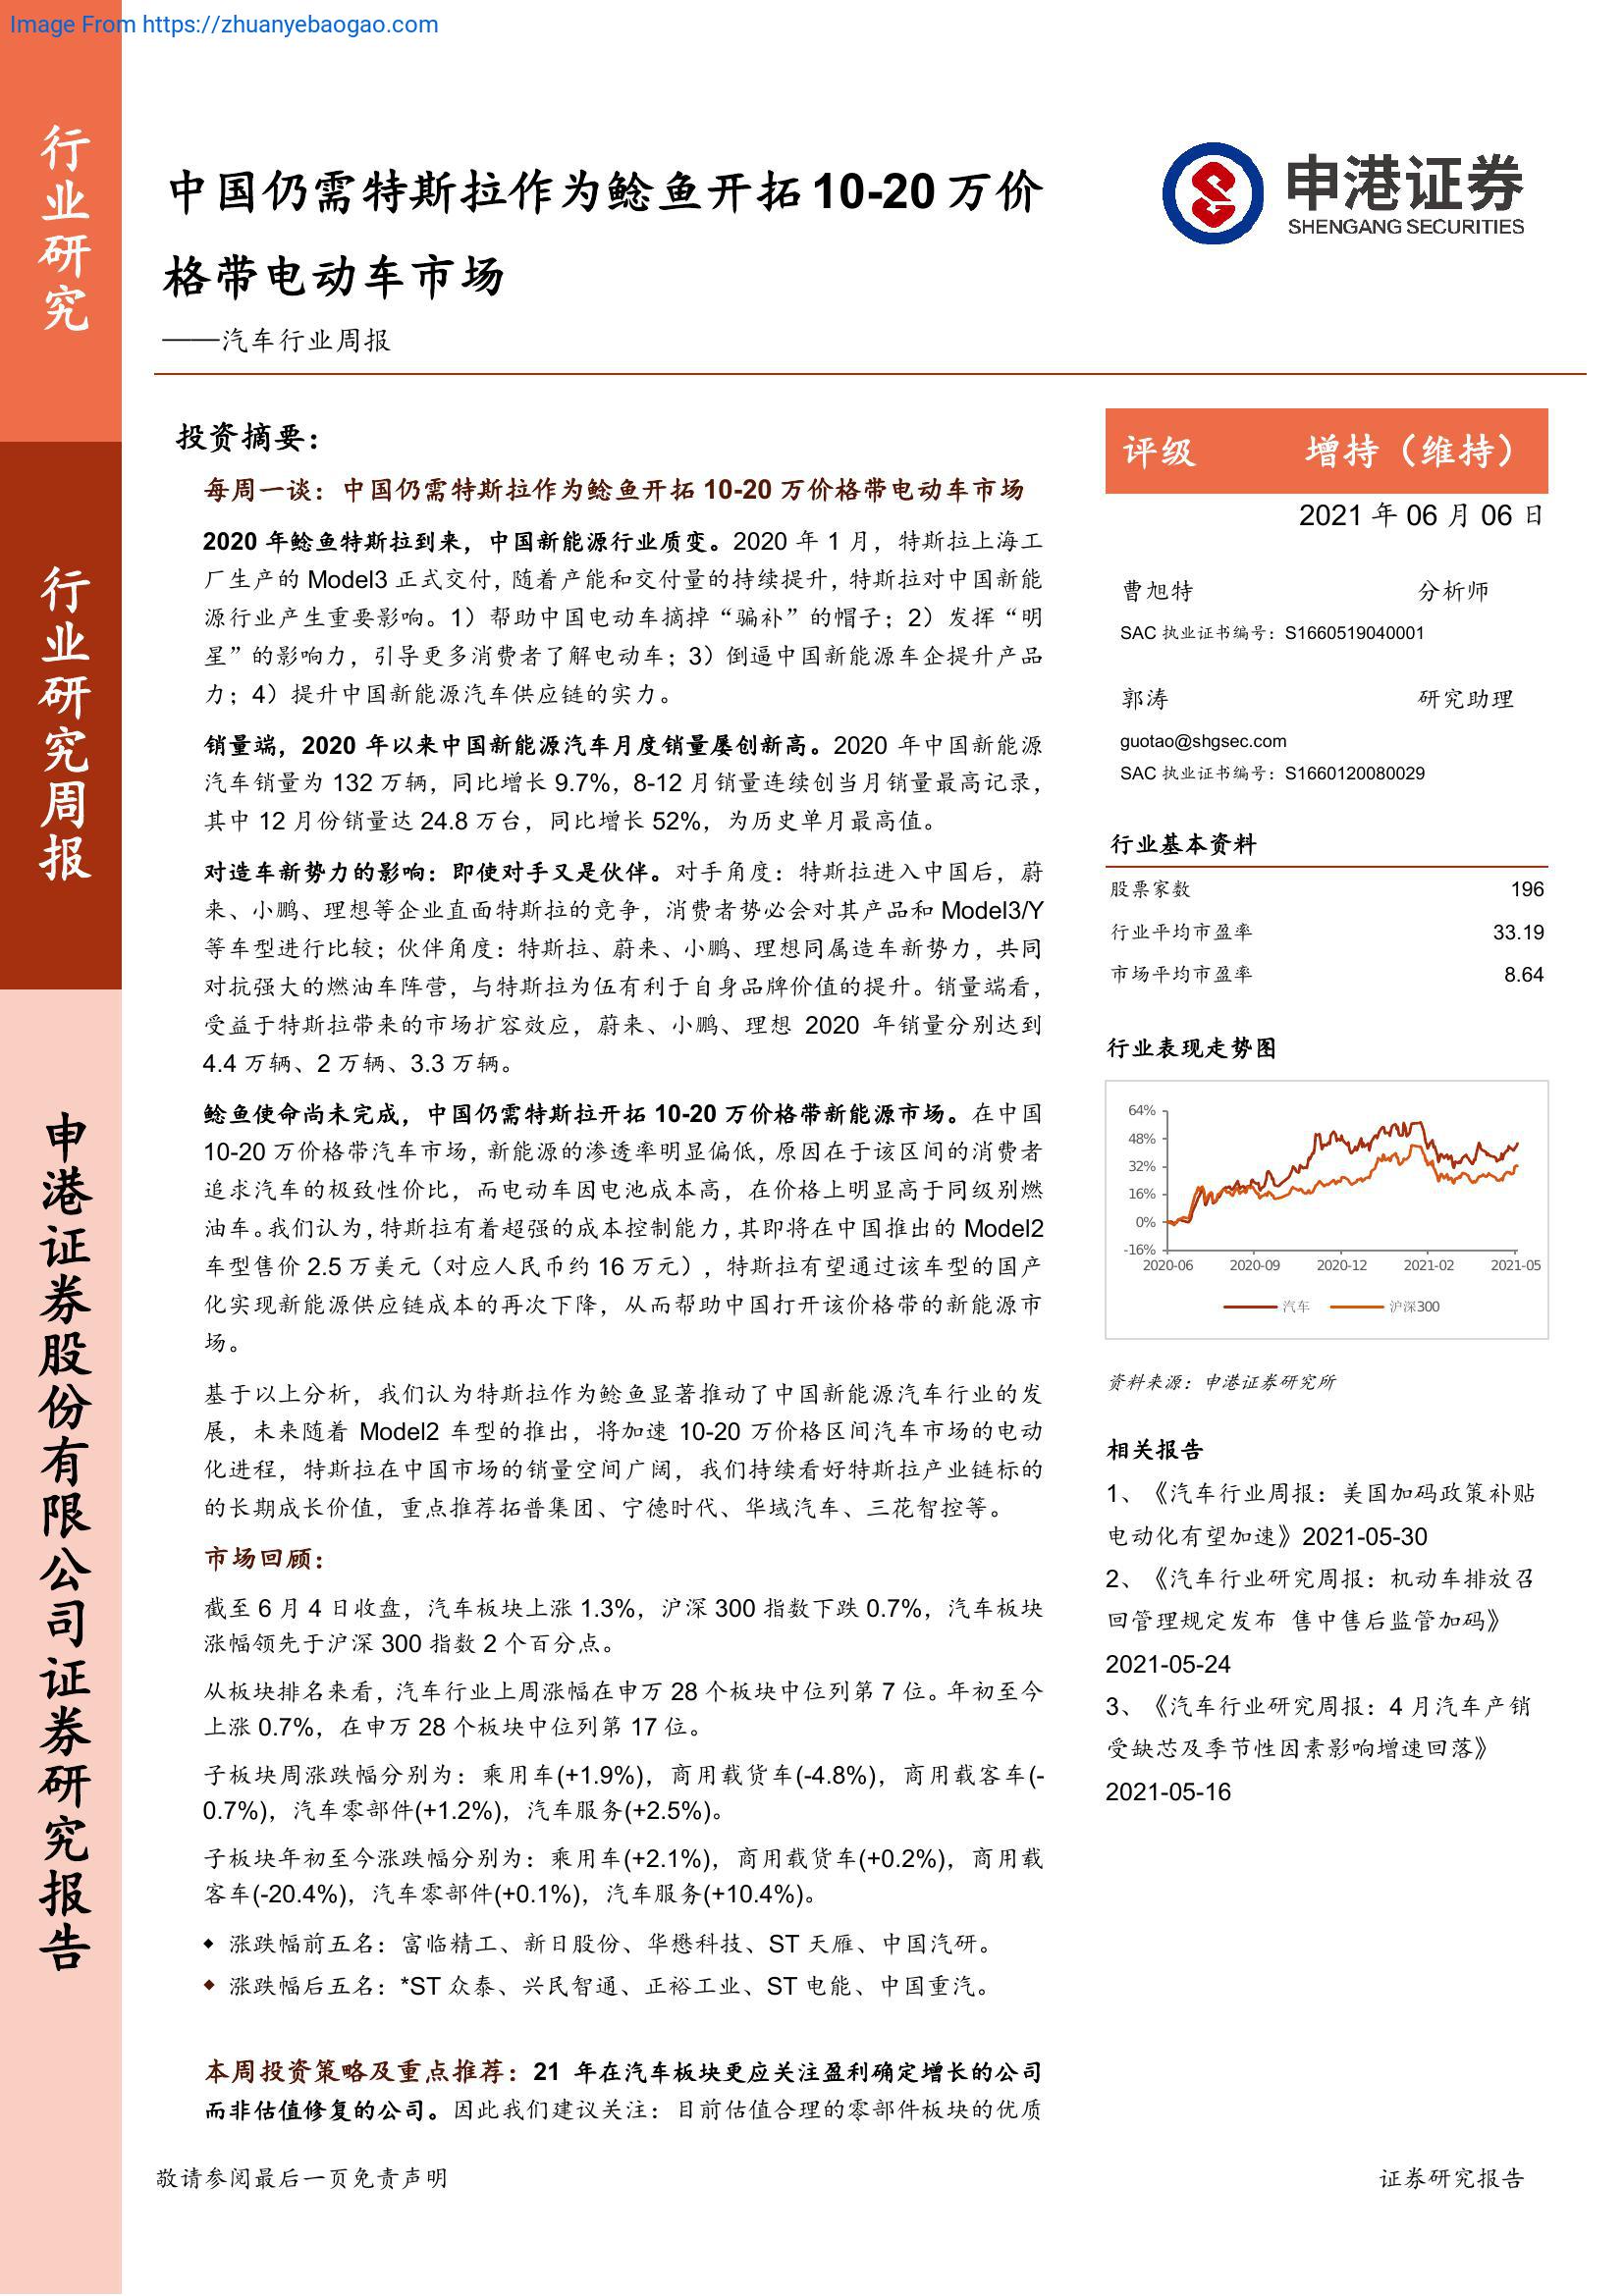 Image From https://zhuanyebaogao.com
行业研究
行业研究周报
申港证券股份有限公司证券研究报告
中国仍需特斯拉作为鲶鱼开拓 10-20 万价
格带电动车市场
——汽车行业周报
申港证券
SHENGANG SECURITIES
投资摘要：
每周一谈：中国仍需特斯拉作为鲶鱼开拓 10-20 万价格带电动车市场
2020 年鲶鱼特斯拉到来，中国新能源行业质变。2020 年 1 月，特斯拉上海工
厂生产的 Model3 正式交付，随着产能和交付量的持续提升，特斯拉对中国新能
源行业产生重要影响。1）帮助中国电动车摘掉“骗补”的帽子；2）发挥“明
星”的影响力，引导更多消费者了解电动车；3）倒逼中国新能源车企提升产品
力；4）提升中国新能源汽车供应链的实力。
销量端，2020 年以来中国新能源汽车月度销量屡创新高。2020 年中国新能源
汽车销量为 132 万辆，同比增长 9.7%，8-12 月销量连续创当月销量最高记录，
其中 12 月份销量达 24.8 万台，同比增长 52%，为历史单月最高值。
对造车新势力的影响：即使对手又是伙伴。对手角度：特斯拉进入中国后，蔚
来、小鹏、理想等企业直面特斯拉的竞争，消费者势必会对其产品和 Model3/Y
等车型进行比较；伙伴角度：特斯拉、蔚来、小鹏、理想同属造车新势力，共同
对抗强大的燃油车阵营，与特斯拉为伍有利于自身品牌价值的提升。销量端看，
受益于特斯拉带来的市场扩容效应，蔚来、小鹏、理想 2020 年销量分别达到
4.4 万辆、2 万辆、3.3 万辆。
鲶鱼使命尚未完成，中国仍需特斯拉开拓 10-20 万价格带新能源市场。在中国
10-20 万价格带汽车市场，新能源的渗透率明显偏低，原因在于该区间的消费者
追求汽车的极致性价比，而电动车因电池成本高，在价格上明显高于同级别燃
油车。我们认为，特斯拉有着超强的成本控制能力，其即将在中国推出的 Model2
车型售价 2.5 万美元（对应人民币约 16 万元），特斯拉有望通过该车型的国产
化实现新能源供应链成本的再次下降，从而帮助中国打开该价格带的新能源市
场。
基于以上分析，我们认为特斯拉作为鲶鱼显著推动了中国新能源汽车行业的发
展，未来随着 Model2 车型的推出，将加速 10-20 万价格区间汽车市场的电动
化进程，特斯拉在中国市场的销量空间广阔，我们持续看好特斯拉产业链标的
的长期成长价值，重点推荐拓普集团、宁德时代、华域汽车、三花智控等。
市场回顾：
截至 6 月 4 日收盘，汽车板块上涨 1.3%，沪深 300 指数下跌 0.7%，汽车板块
涨幅领先于沪深 300 指数 2 个百分点。
从板块排名来看，汽车行业上周涨幅在申万 28 个板块中位列第 7 位。年初至今
上涨 0.7%，在申万 28 个板块中位列第 17 位。
子板块周涨跌幅分别为：乘用车(+1.9%)，商用载货车(-4.8%)，商用载客车(-
0.7%)，汽车零部件(+1.2%)，汽车服务(+2.5%)。
子板块年初至今涨跌幅分别为：乘用车(+2.1%)，商用载货车(+0.2%)，商用载
客车(-20.4%)，汽车零部件(+0.1%)，汽车服务(+10.4%)。
◆ 涨跌幅前五名：富临精工、新日股份、华懋科技、ST 天雁、中国汽研。
◆ 涨跌幅后五名：*ST 众泰、兴民智通、正裕工业、ST 电能、中国重汽。
本周投资策略及重点推荐：21 年在汽车板块更应关注盈利确定增长的公司
而非估值修复的公司。因此我们建议关注：目前估值合理的零部件板块的优质
评级 增持（维持）
2021 年 06 月 06 日
曹旭特 分析师
SAC 执业证书编号：S1660519040001
郭涛 研究助理
guotao@shgsec.com
SAC 执业证书编号：S1660120080029
行业基本资料
股票家数 196
行业平均市盈率 33.19
市场平均市盈率 8.64
行业表现走势图
64%
48%
32%
16%
0%
-16%
2020-06 2020-09 2020-12 2021-02 2021-05
汽车 沪深300
资料来源：申港证券研究所
相关报告
1、《汽车行业周报：美国加码政策补贴
电动化有望加速》2021-05-30
2、《汽车行业研究周报：机动车排放召
回管理规定发布 售中售后监管加码》
2021-05-24
3、《汽车行业研究周报：4 月汽车产销
受缺芯及季节性因素影响增速回落》
2021-05-16
敬请参阅最后一页免责声明
证券研究报告